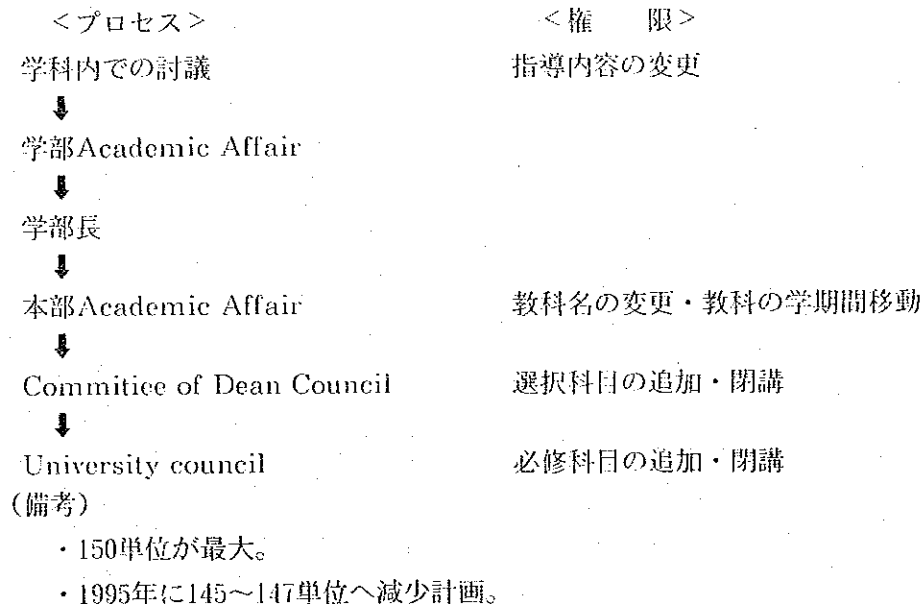 <プロセス> <権 限>
学科内での討議 指導内容の変更
⬇
学部Academic Affair
⬇
学部長
⬇
本部Academic Affair 教科名の変更・教科の学期間移動
⬇
Commitiee of Dean Council 選択科目の追加・閉講
⬇
University council 必修科目の追加・閉講
(備考)
・150単位が最大。
・1995年に145～147単位へ減少計画。